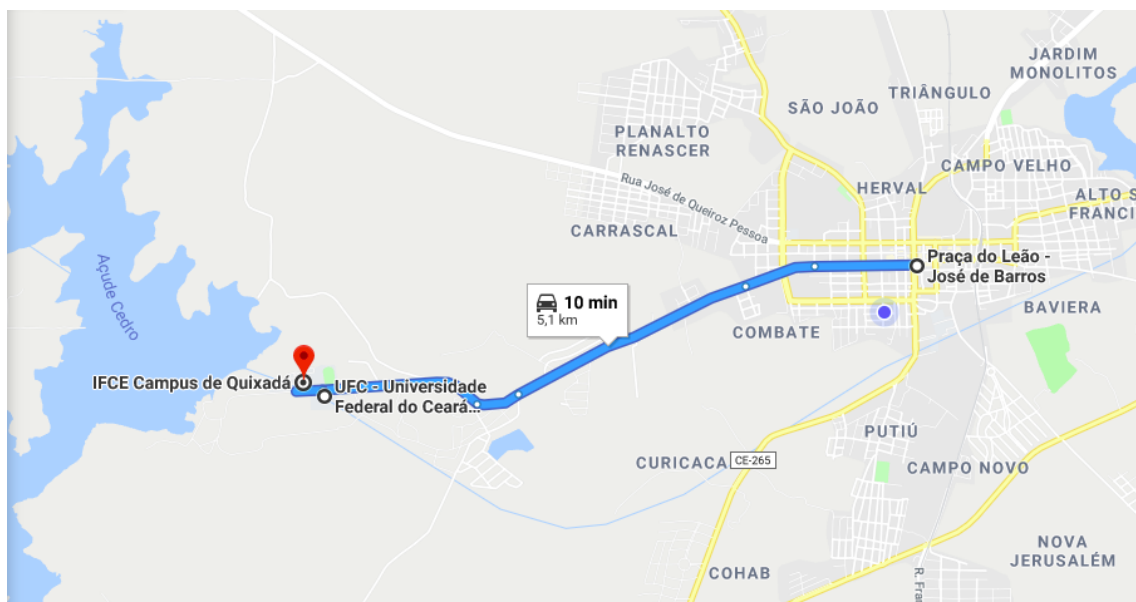 JARDIM
MONOLITOS
TRIÂNGULO
SÃO JOÃO
PLANALTO
RENASCER
CAMPO VELHO
Rua José de Queiroz Pessoa
HERVAL
ALTO S
FRANCI
CARRASCAL
Açude Cedro
Praça do Leão -
José de Barros
10 min
5,1 km
BAVIERA
COMBATE
IFCE Campus de Quixadá
UFC - Universidade
Federal do Ceará...
PUTIÚ
CURICACA
CE-265
CAMPO NOVO
NOVA
JERUSALÉM
COHAB
R. Fran